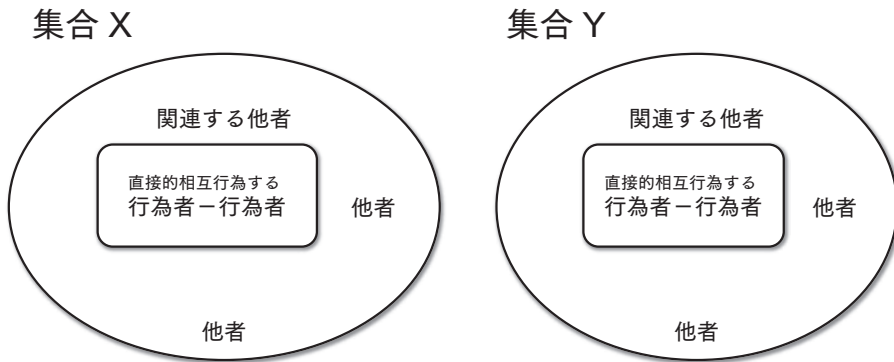 集合 X
関連する他者
直接的相互行為する
行為者－行為者
他者
他者
集合 Y
関連する他者
直接的相互行為する
行為者－行為者
他者
他者